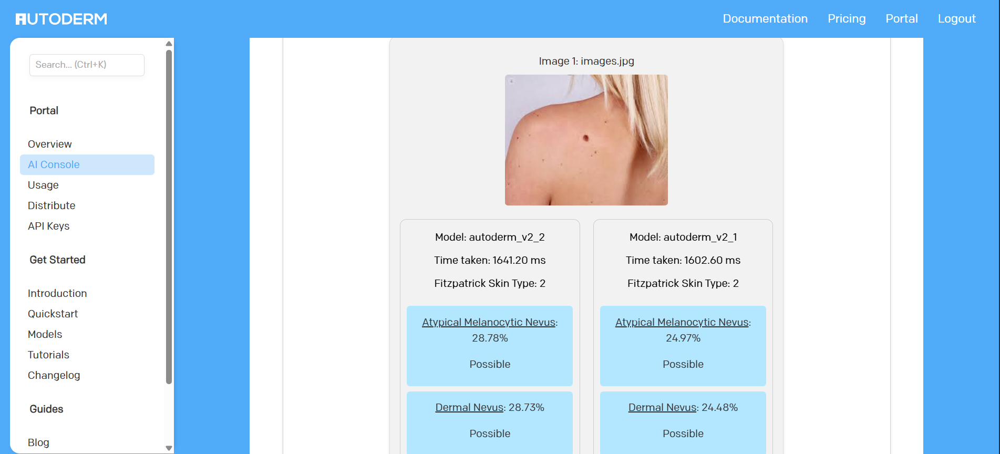 AUTODERM
Documentation
Pricing
Portal
Logout
Search... (Ctrl+K)
Portal
Overview
AI Console
Usage
Distribute
API Keys
Get Started
Introduction
Quickstart
Models
Tutorials
Changelog
Guides
Blog
Image 1: images.jpg
Model: autoderm_v2_2
Time taken: 1641.20 ms
Fitzpatrick Skin Type: 2
Atypical Melanocytic Nevus:
28.78%
Possible
Dermal Nevus: 28.73%
Possible
Model: autoderm_v2_1
Time taken: 1602.60 ms
Fitzpatrick Skin Type: 2
Atypical Melanocytic Nevus:
24.97%
Possible
Dermal Nevus: 24.48%
Possible